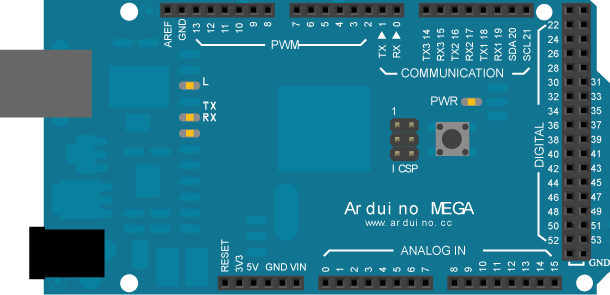 AREF
GND
13 12 11 10 9 8
7 6 5 4 3 2 1 0
PWM
TX
RX
TX3 14
RX3 15
TX2 16
RX2 17
TX1 18
RX1 19
SDA 20
SCL 21
COMMUNICATION
L
TX
RX
PWR
1
ICSP
DIGITAL
22
24
26
28
30 31
32 33
34 35
36 37
38 39
40 41
42 43
44 45
46 47
48 49
50 51
52 53
GND
Arduino MEGA
www.arduino.cc
ANALOG IN
RESET
3V3
5V
GND VIN
0 1 2 3 4 5 6 7
8 9 10 11 12 13 14 15